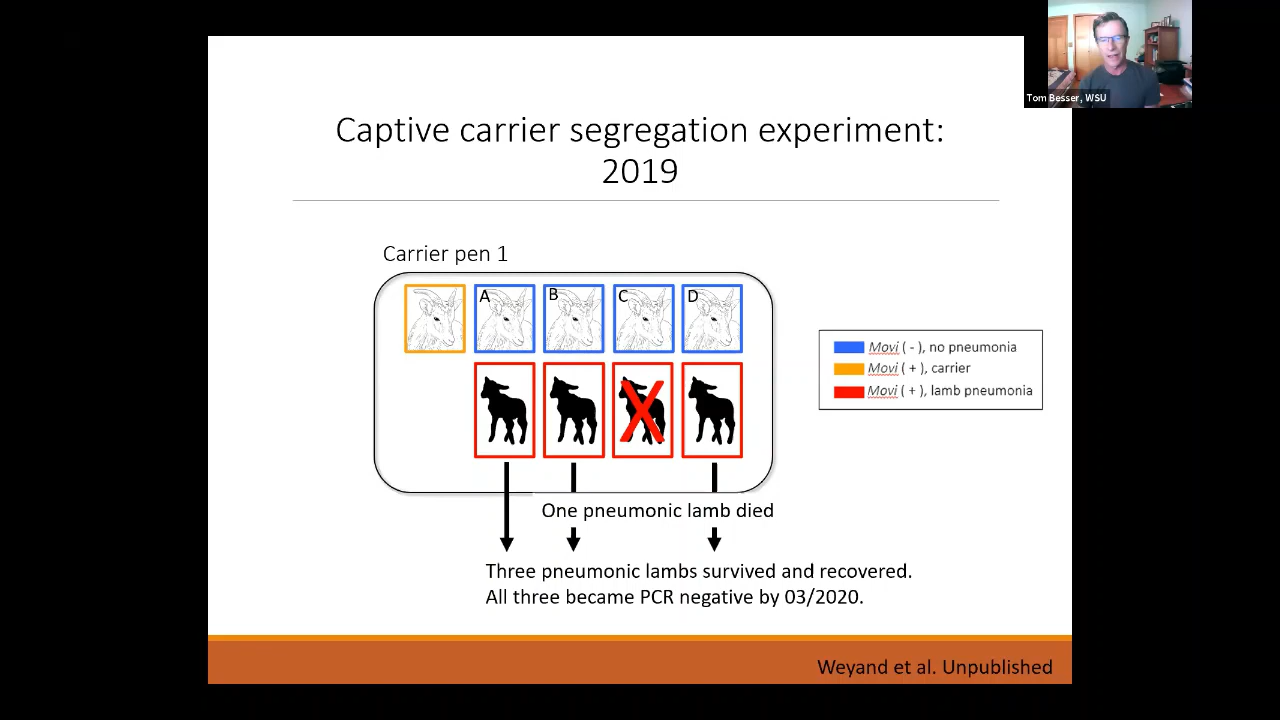 Tom Besser, WSU
Captive carrier segregation experiment:
2019
Carrier pen 1
A
B
C
D
Movi ( - ), no pneumonia
Movi ( + ), carrier
Movi ( + ), lamb pneumonia
One pneumonic lamb died
Three pneumonic lambs survived and recovered.
All three became PCR negative by 03/2020.
Weyand et al. Unpublished